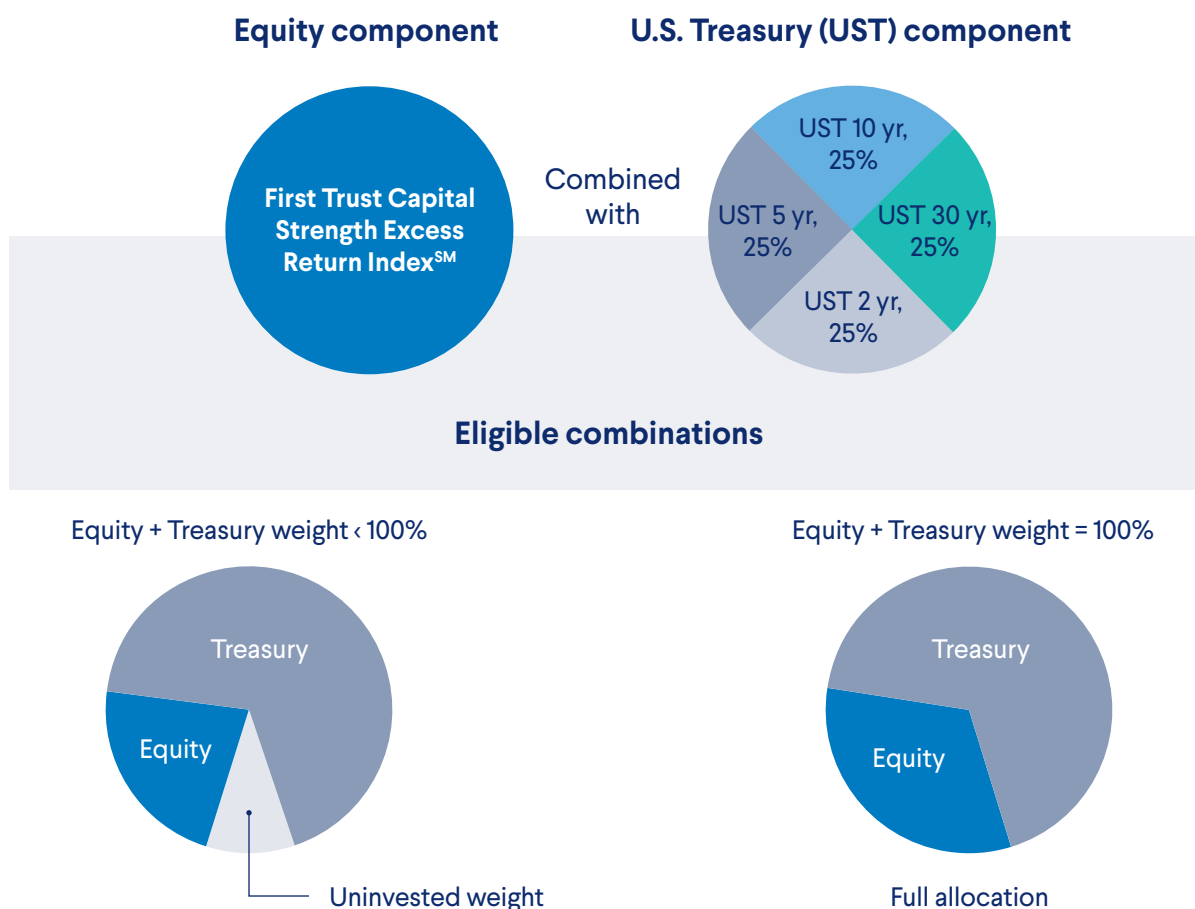 Equity component
U.S. Treasury (UST) component
First Trust Capital
Strength Excess
Return Index℠
Combined
with
UST 10 yr,
25%
UST 5 yr,
25%
UST 30 yr,
25%
UST 2 yr,
25%
Eligible combinations
Equity + Treasury weight < 100%
Treasury
Equity
Uninvested weight
Equity + Treasury weight = 100%
Treasury
Equity
Full allocation